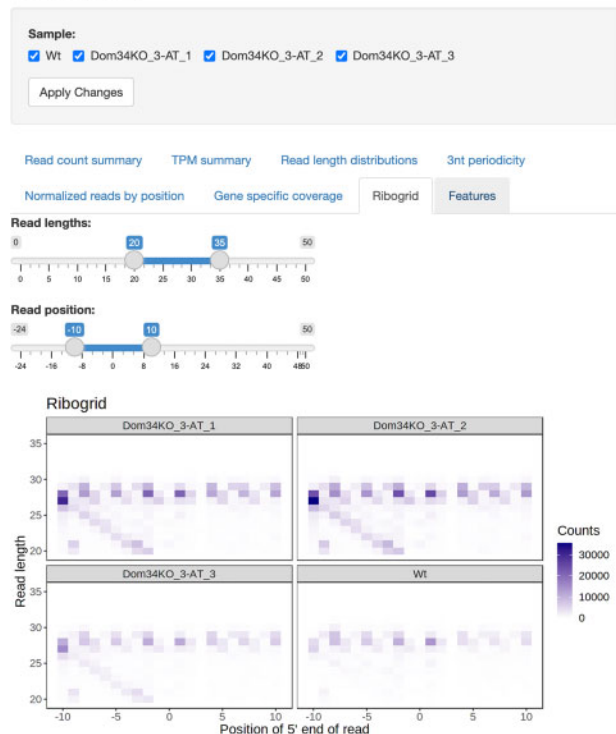 Sample:
Wt Dom34KO_3-AT_1 Dom34KO_3-AT_2 Dom34KO_3-AT_3
Apply Changes
Read count summary TPM summary Read length distributions 3nt periodicity
Normalized reads by position Gene specific coverage Ribogrid Features
Read lengths:
0 20 35 50
0 5 10 15 20 25 30 35 40 45 50
Read position:
-24 -10 10 50
-24 -16 -8 0 8 16 24 32 40 4850
Ribogrid
Dom34KO_3-AT_1 Dom34KO_3-AT_2
35
30
25
20
Dom34KO_3-AT_3 Wt
35
30
25
20
Read length
Counts
30000
20000
10000
0
-10 -5 0 5 10 -10 -5 0 5 10
Position of 5' end of read